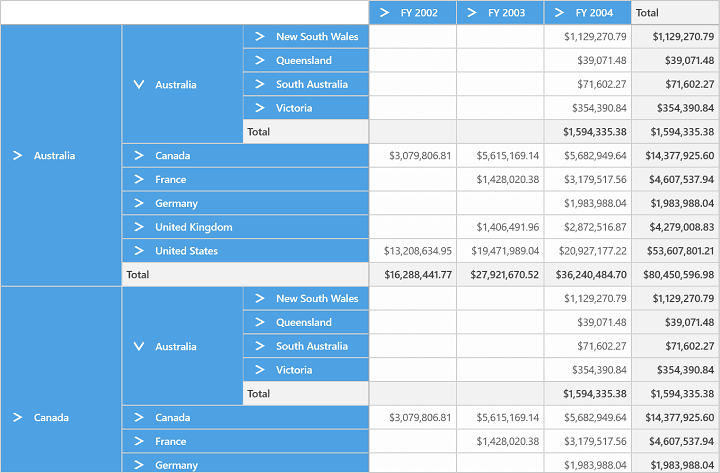 FY 2002 FY 2003 FY 2004 Total
New South Wales $1,129,270.79 $1,129,270.79
Queensland $39,071.48 $39,071.48
Australia South Australia $71,602.27 $71,602.27
Victoria $354,390.84 $354,390.84
Total $1,594,335.38 $1,594,335.38
Australia Canada $3,079,806.81 $5,615,169.14 $5,682,949.64 $14,377,925.60
France $1,428,020.38 $3,179,517.56 $4,607,537.94
Germany $1,983,988.04 $1,983,988.04
United Kingdom $1,406,491.96 $2,872,516.87 $4,279,008.83
United States $13,208,634.95 $19,471,989.04 $20,927,177.22 $53,607,801.21
Total $16,288,441.77 $27,921,670.52 $36,240,484.70 $80,450,596.98
New South Wales $1,129,270.79 $1,129,270.79
Queensland $39,071.48 $39,071.48
Australia South Australia $71,602.27 $71,602.27
Victoria $354,390.84 $354,390.84
Total $1,594,335.38 $1,594,335.38
Canada Canada $3,079,806.81 $5,615,169.14 $5,682,949.64 $14,377,925.60
France $1,428,020.38 $3,179,517.56 $4,607,537.94
Germany $1,983,988.04 $1,983,988.04